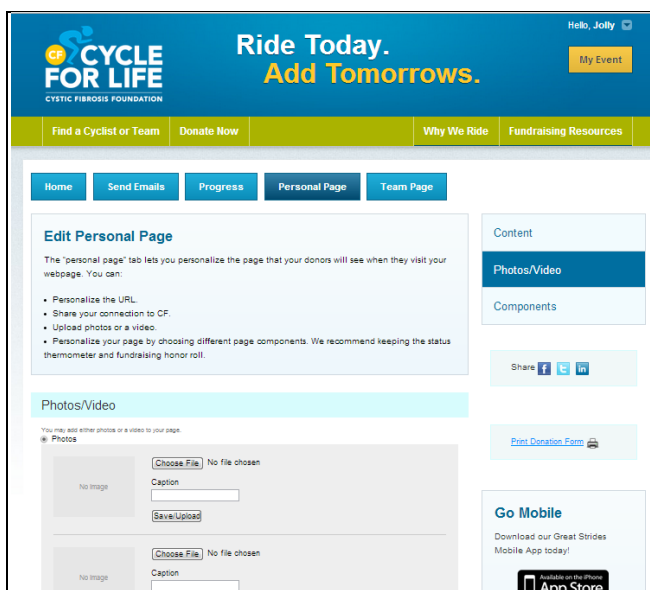 Hello, Jolly
CF CYCLE
FOR LIFE
CYSTIC FIBROSIS FOUNDATION
Ride Today.
Add Tomorrows.
My Event
Find a Cyclist or Team Donate Now Why We Ride Fundraising Resources
Home Send Emails Progress Personal Page Team Page
Edit Personal Page
The "personal page" tab lets you personalize the page that your donors will see when they visit your
webpage. You can:
• Personalize the URL.
• Share your connection to CF.
• Upload photos or a video.
• Personalize your page by choosing different page components. We recommend keeping the status
thermometer and fundraising honor roll.
Content
Photos/Video
Components
Share f t in
Print Donation Form
Photos/Video
You may add either photos or a video to your page.
Photos
No Image
Choose File No file chosen
Caption
Save/Upload
No Image
Choose File No file chosen
Caption
Go Mobile
Download our Great Strides
Mobile App today!
Available on the iPhone
App Store